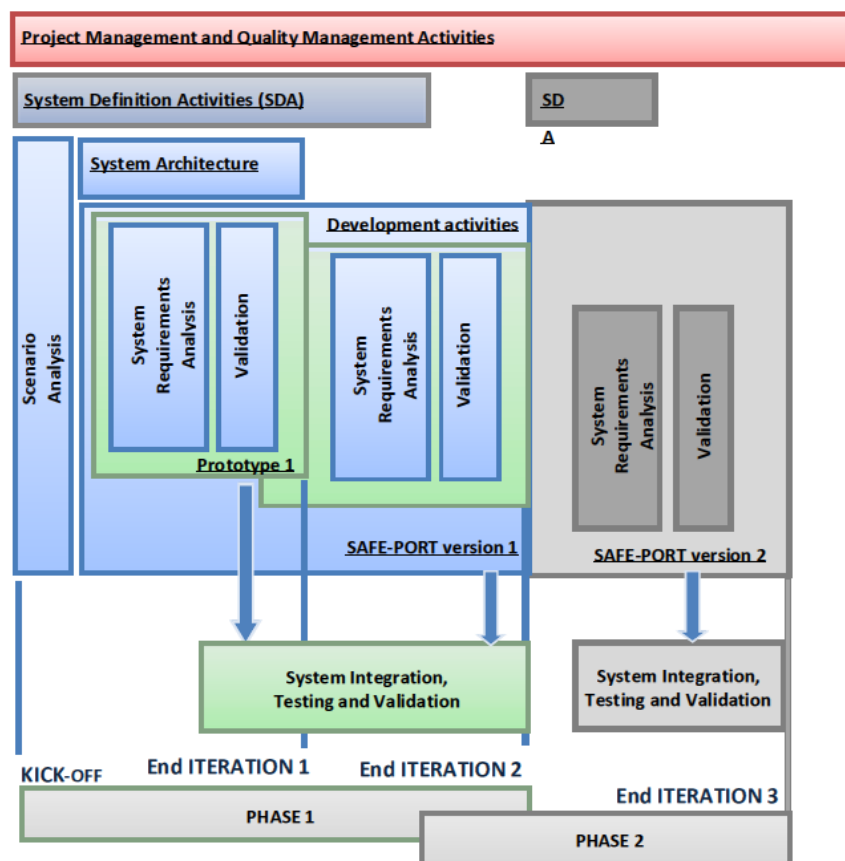 Project Management and Quality Management Activities
System Definition Activities (SDA)
SD
A
System Architecture
Scenario
Analysis
Development activities
System
Requirements
Analysis
Validation
Prototype 1
System
Requirements
Analysis
Validation
SAFE-PORT version 1
System
Requirements
Analysis
Validation
SAFE-PORT version 2
System Integration,
Testing and Validation
System Integration,
Testing and Validation
KICK-OFF
End ITERATION 1
End ITERATION 2
End ITERATION 3
PHASE 1
PHASE 2